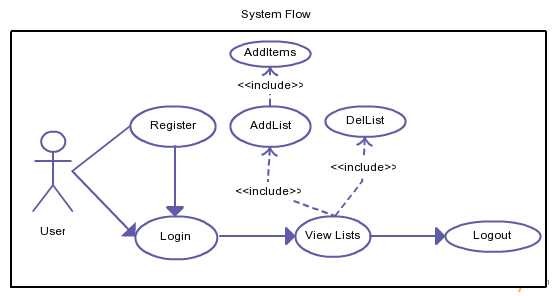 System Flow
AddItems
<<include>>
Register
AddList
DelList
<<include>>
<<include>>
User
Login
View Lists
Logout